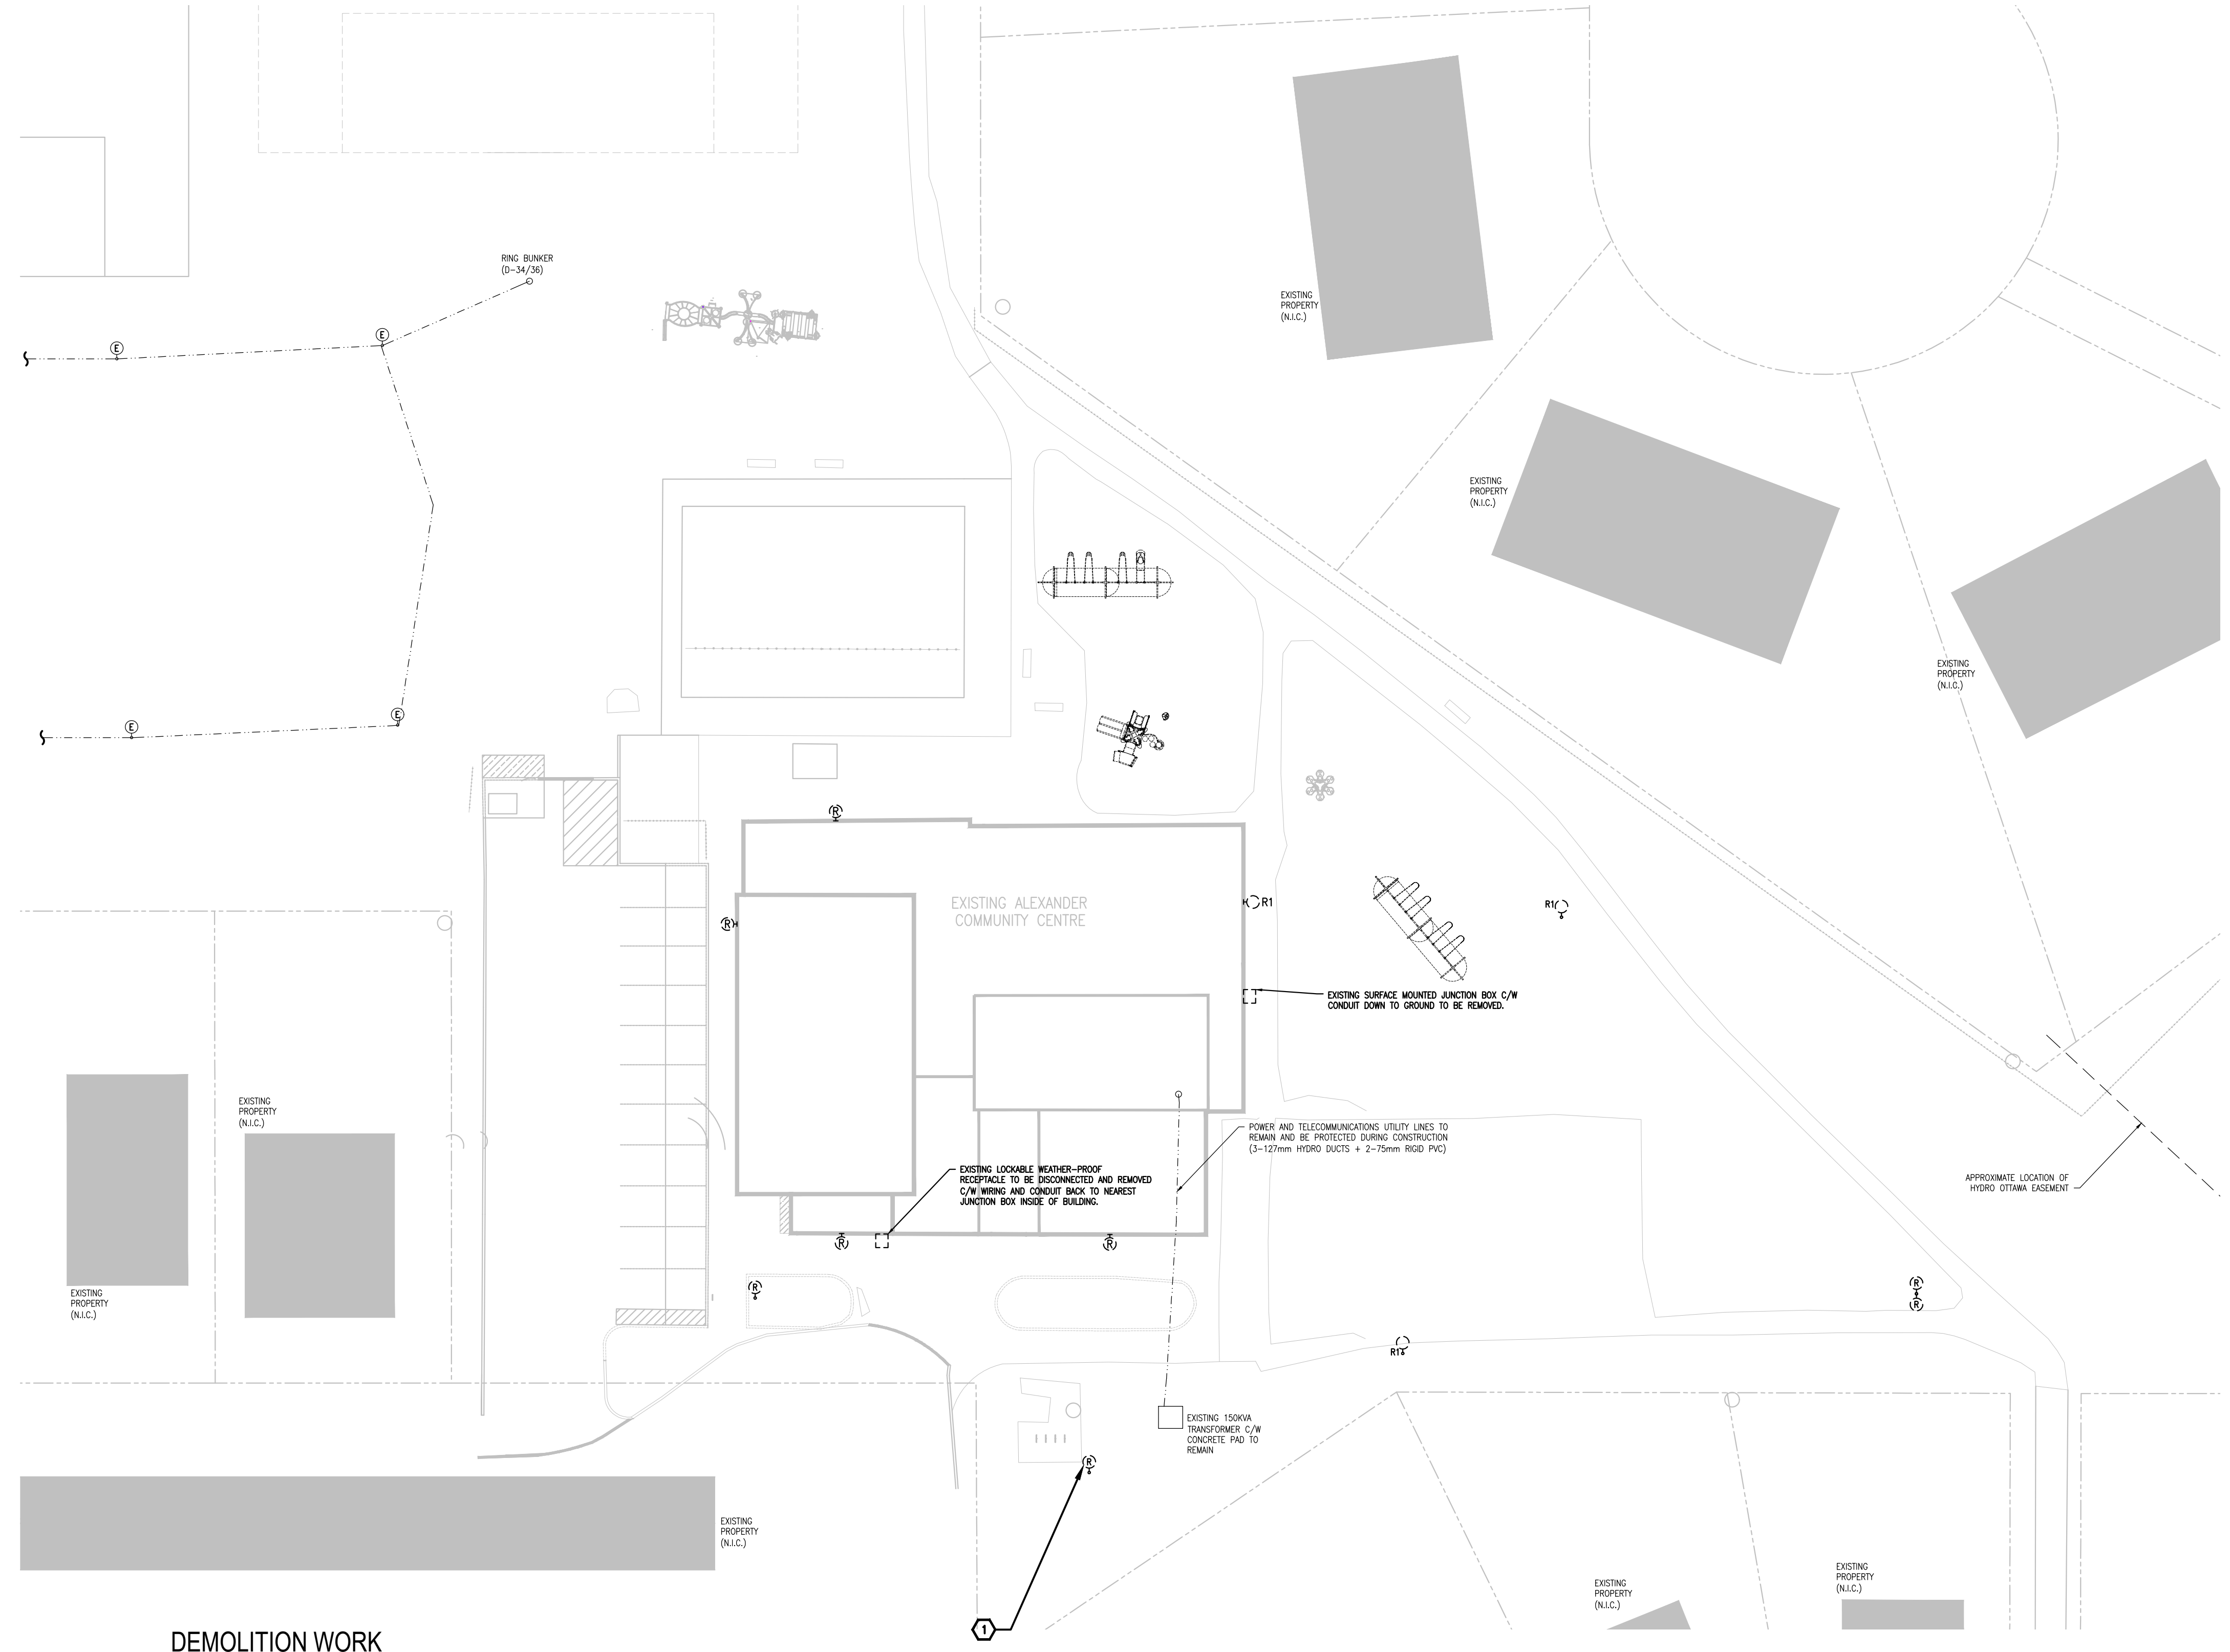 RING BUNKER
(D-34/36)
E
E
EXISTING
PROPERTY
(N.I.C.)
EXISTING
PROPERTY
(N.I.C.)
EXISTING
PROPERTY
(N.I.C.)
E
E
R
R
EXISTING ALEXANDER
COMMUNITY CENTRE
R1
R1
EXISTING SURFACE MOUNTED JUNCTION BOX C/W
CONDUIT DOWN TO GROUND TO BE REMOVED.
EXISTING
PROPERTY
(N.I.C.)
POWER AND TELECOMMUNICATIONS UTILITY LINES TO
REMAIN AND BE PROTECTED DURING CONSTRUCTION
(3-127mm HYDRO DUCTS + 2-75mm RIGID PVC)
EXISTING LOCKABLE WEATHER-PROOF
RECEPTACLE TO BE DISCONNECTED AND REMOVED
C/W WIRING AND CONDUIT BACK TO NEAREST
JUNCTION BOX INSIDE OF BUILDING.
APPROXIMATE LOCATION OF
HYDRO OTTAWA EASEMENT
R
R
EXISTING
PROPERTY
(N.I.C.)
R
R
R
R1
EXISTING 150KVA
TRANSFORMER C/W
CONCRETE PAD TO
REMAIN
R
EXISTING
PROPERTY
(N.I.C.)
EXISTING
PROPERTY
(N.I.C.)
EXISTING
PROPERTY
(N.I.C.)
1
DEMOLITION WORK